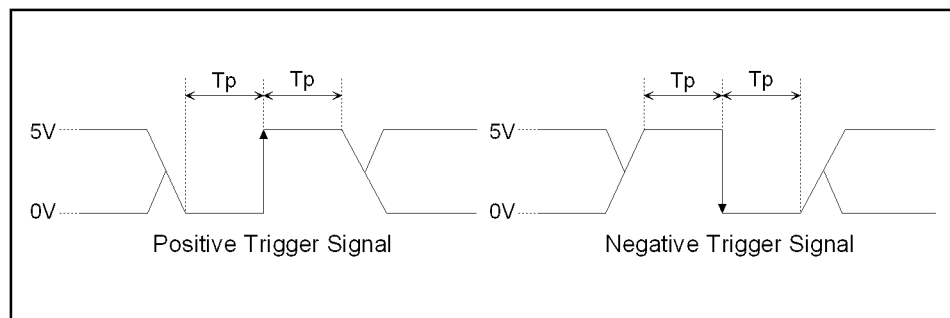 Tp Tp Tp Tp
5V 5V
0V 0V
Positive Trigger Signal Negative Trigger Signal